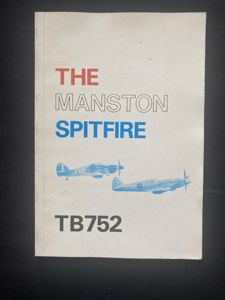 THE
MANSTON
SPITFIRE
TB752